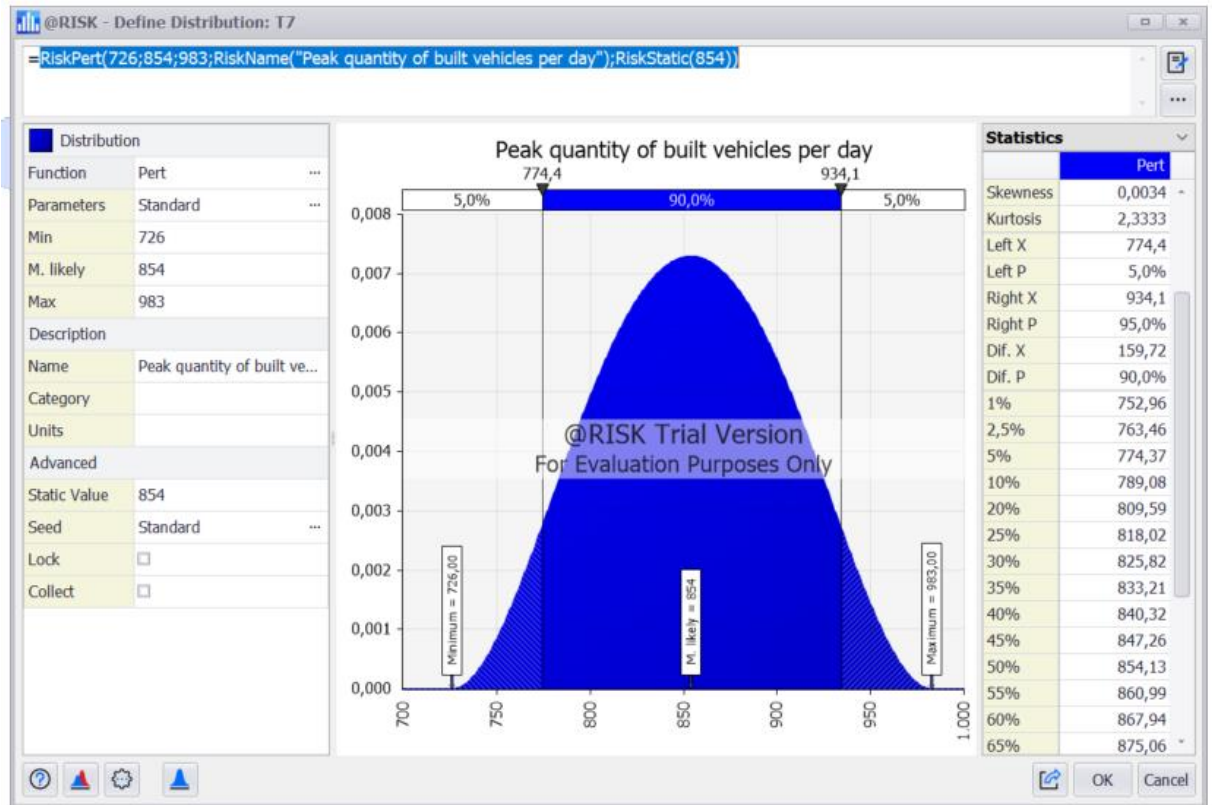 @RISK - Define Distribution: T7
=RiskPert(726;854;983;RiskName("Peak quantity of built vehicles per day");RiskStatic(854))
Distribution
Function Pert ...
Parameters Standard ...
Min 726
M. likely 854
Max 983
Description
Name Peak quantity of built ve...
Category
Units
Advanced
Static Value 854
Seed Standard ...
Lock
Collect
Peak quantity of built vehicles per day
774,4 934,1
5,0% 90,0% 5,0%
0,008
0,007
0,006
0,005
0,004
0,003
0,002
0,001
0,000
@RISK Trial Version
For Evaluation Purposes Only
Minimum = 726,00
M. likely = 854
Maximum = 983,00
700 750 800 850 900 950 1.000
Statistics
Pert
Skewness 0,0034
Kurtosis 2,3333
Left X 774,4
Left P 5,0%
Right X 934,1
Right P 95,0%
Dif. X 159,72
Dif. P 90,0%
1% 752,96
2,5% 763,46
5% 774,37
10% 789,08
20% 809,59
25% 818,02
30% 825,82
35% 833,21
40% 840,32
45% 847,26
50% 854,13
55% 860,99
60% 867,94
65% 875,06
OK Cancel